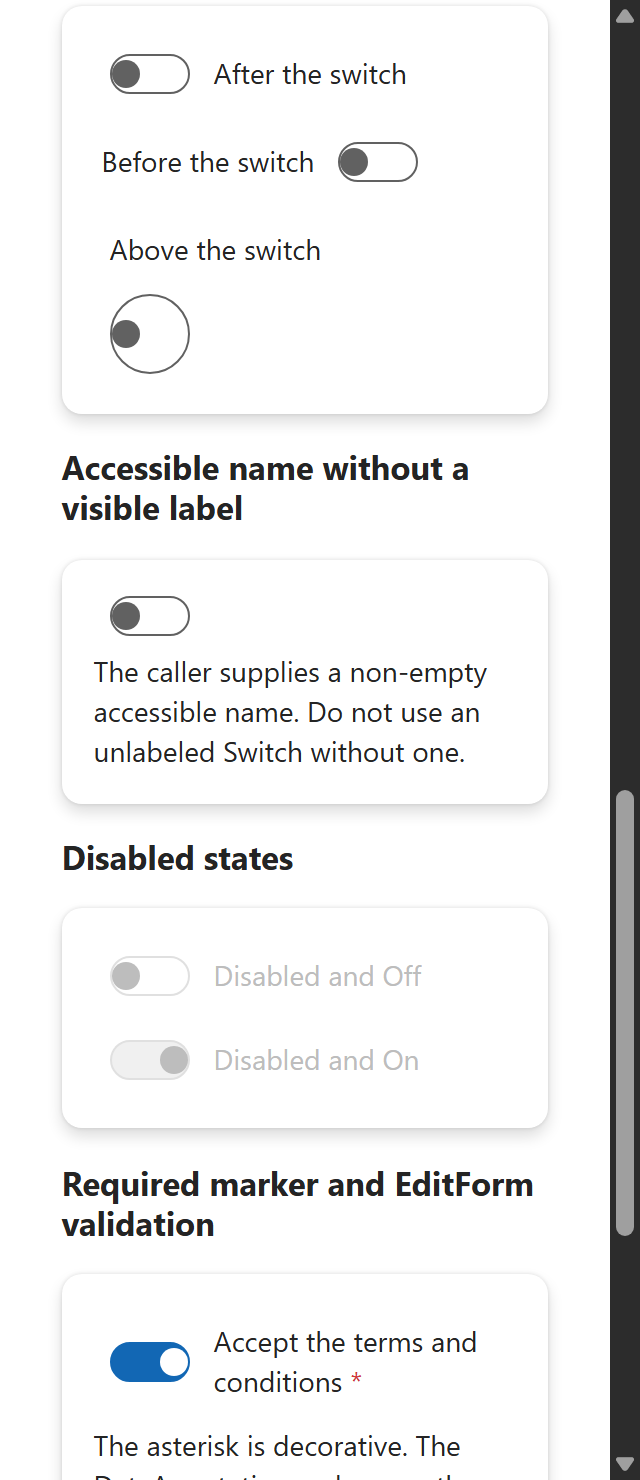 After the switch
Before the switch
Above the switch
Accessible name without a
visible label
The caller supplies a non-empty
accessible name. Do not use an
unlabeled Switch without one.
Disabled states
Disabled and Off
Disabled and On
Required marker and EditForm
validation
Accept the terms and
conditions *
The asterisk is decorative. The